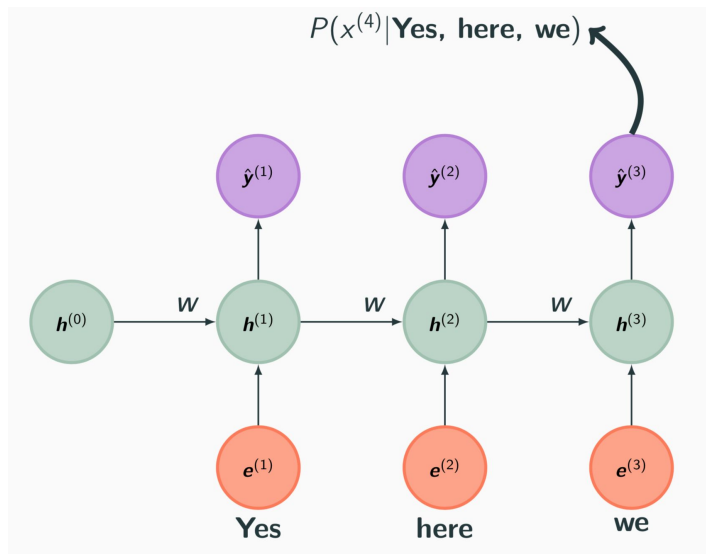 P(x^(4)|Yes, here, we)
ŷ^(1) ŷ^(2) ŷ^(3)
W W W
h^(0) h^(1) h^(2) h^(3)
e^(1) e^(2) e^(3)
Yes here we